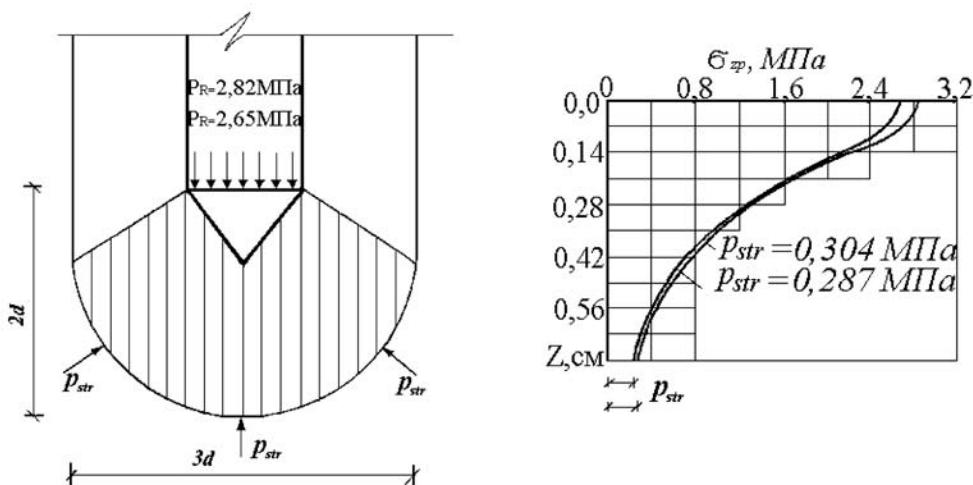 P_R=2,82МПа
P_R=2,65МПа
2d
p_str
p_str
p_str
3d
σ_zp, МПа
0 0,8 1,6 2,4 3,2
0,0
0,14
0,28
0,42
p_str=0,304 МПа
p_str=0,287 МПа
0,56
Z,см
p_str